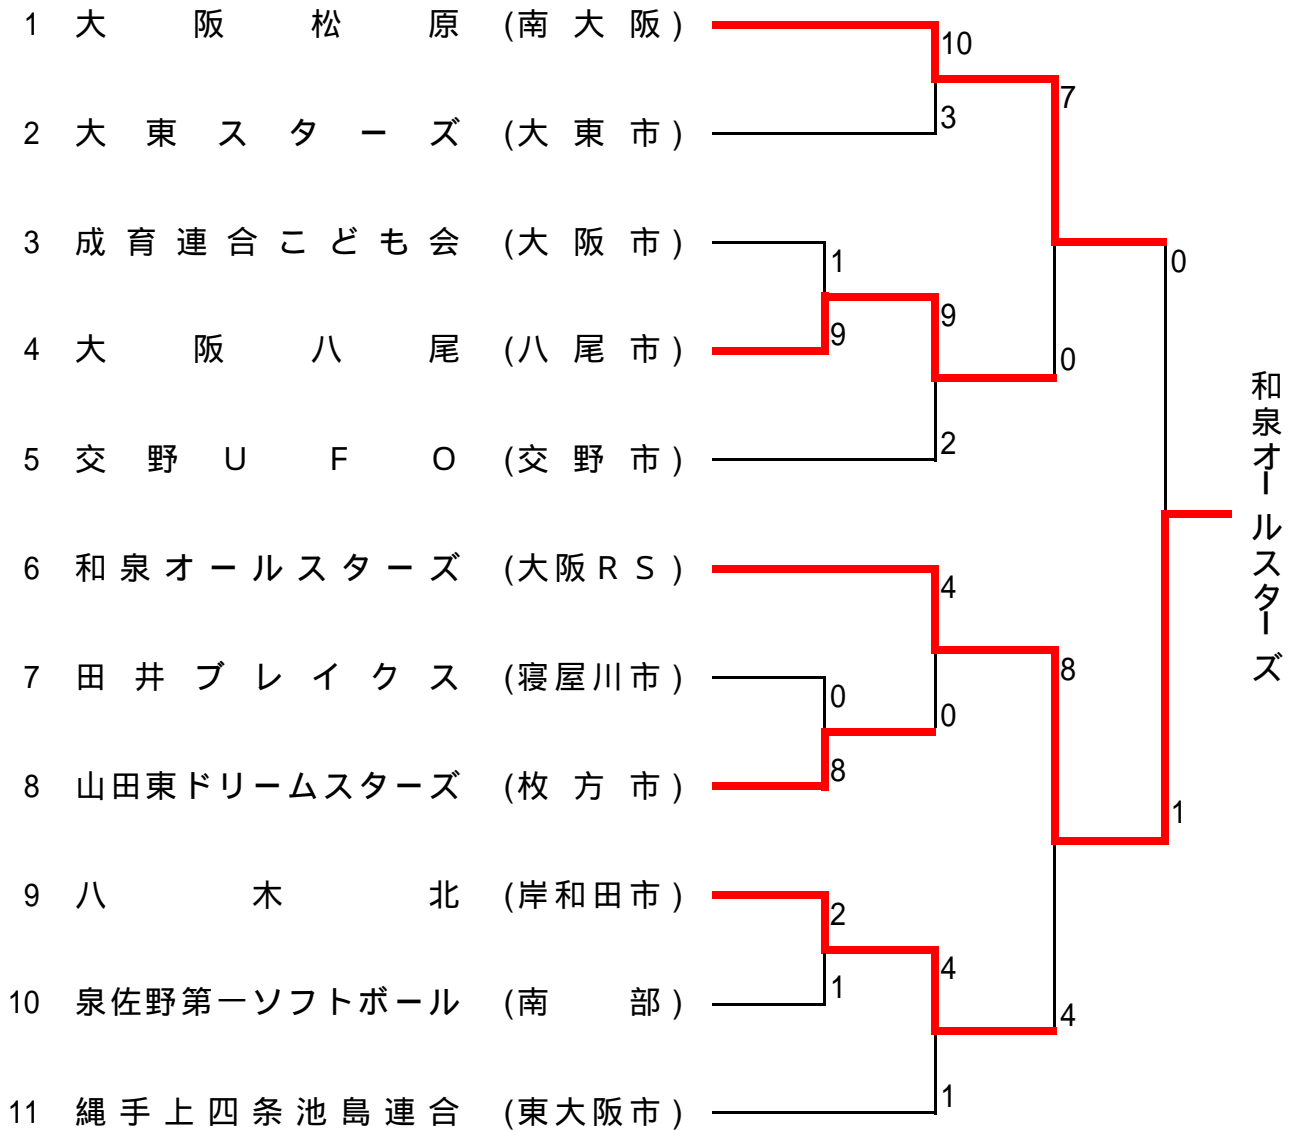 1 大阪松原 (南大阪)
2 大東スターズ (大東市)
3 成育連合こども会 (大阪市)
4 大阪八尾 (八尾市)
5 交野UFO (交野市)
6 和泉オールスターズ (大阪RS)
7 田井ブレイクス (寝屋川市)
8 山田東ドリームスターズ (枚方市)
9 八木北 (岸和田市)
10 泉佐野第一ソフトボール (南部)
11 縄手上四条池島連合 (東大阪市)
1
9
0
8
2
1
10
3
9
2
4
0
4
1
7
0
8
4
0
1
和泉オールスターズ